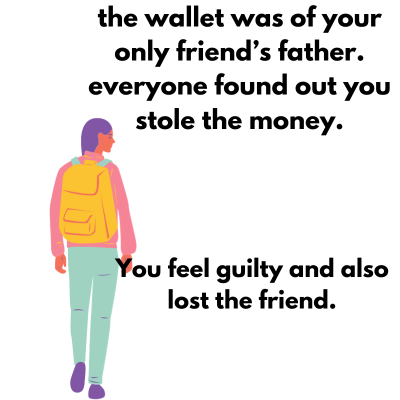 the wallet was of your
only friend’s father.
everyone found out you
stole the money.
You feel guilty and also
lost the friend.